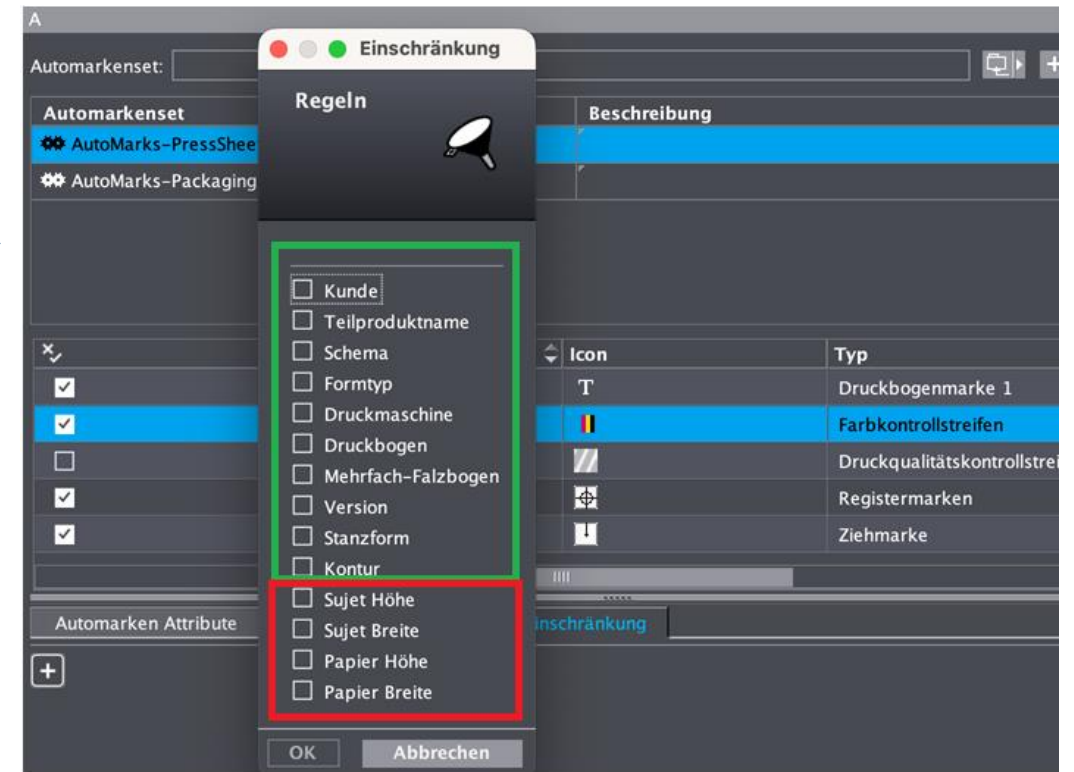 A
Einschränkung
Automarkenset:
Regeln
Automarkenset
Beschreibung
AutoMarks-PressShee
AutoMarks-Packaging
Kunde
Teilproduktname
Schema
Formtyp
Druckmaschine
Druckbogen
Mehrfach-Falzbogen
Version
Stanzform
Kontur
Sujet Höhe
Sujet Breite
Papier Höhe
Papier Breite
OK
Abbrechen
Icon
Typ
T
Druckbogenmarke 1
Farbkontrollstreifen
Druckqualitätskontrollstrei
Registermarken
Ziehmarke
Automarken Attribute
inschränkung